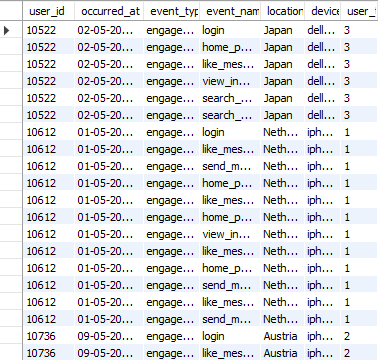 user_id occurred_at event_typ event_name location device user_t
10522 02-05-20... engage... login Japan dell... 3
10522 02-05-20... engage... home_p... Japan dell... 3
10522 02-05-20... engage... like_mes... Japan dell... 3
10522 02-05-20... engage... view_in... Japan dell... 3
10522 02-05-20... engage... search_... Japan dell... 3
10522 02-05-20... engage... search_... Japan dell... 3
10612 01-05-20... engage... login Neth... iph... 1
10612 01-05-20... engage... like_mes... Neth... iph... 1
10612 01-05-20... engage... send_m... Neth... iph... 1
10612 01-05-20... engage... home_p... Neth... iph... 1
10612 01-05-20... engage... like_mes... Neth... iph... 1
10612 01-05-20... engage... home_p... Neth... iph... 1
10612 01-05-20... engage... view_in... Neth... iph... 1
10612 01-05-20... engage... like_mes... Neth... iph... 1
10612 01-05-20... engage... home_p... Neth... iph... 1
10612 01-05-20... engage... send_m... Neth... iph... 1
10612 01-05-20... engage... like_mes... Neth... iph... 1
10612 01-05-20... engage... send_m... Neth... iph... 1
10736 09-05-20... engage... login Austria iph... 2
10736 09-05-20... engage... like_mes... Austria iph... 2